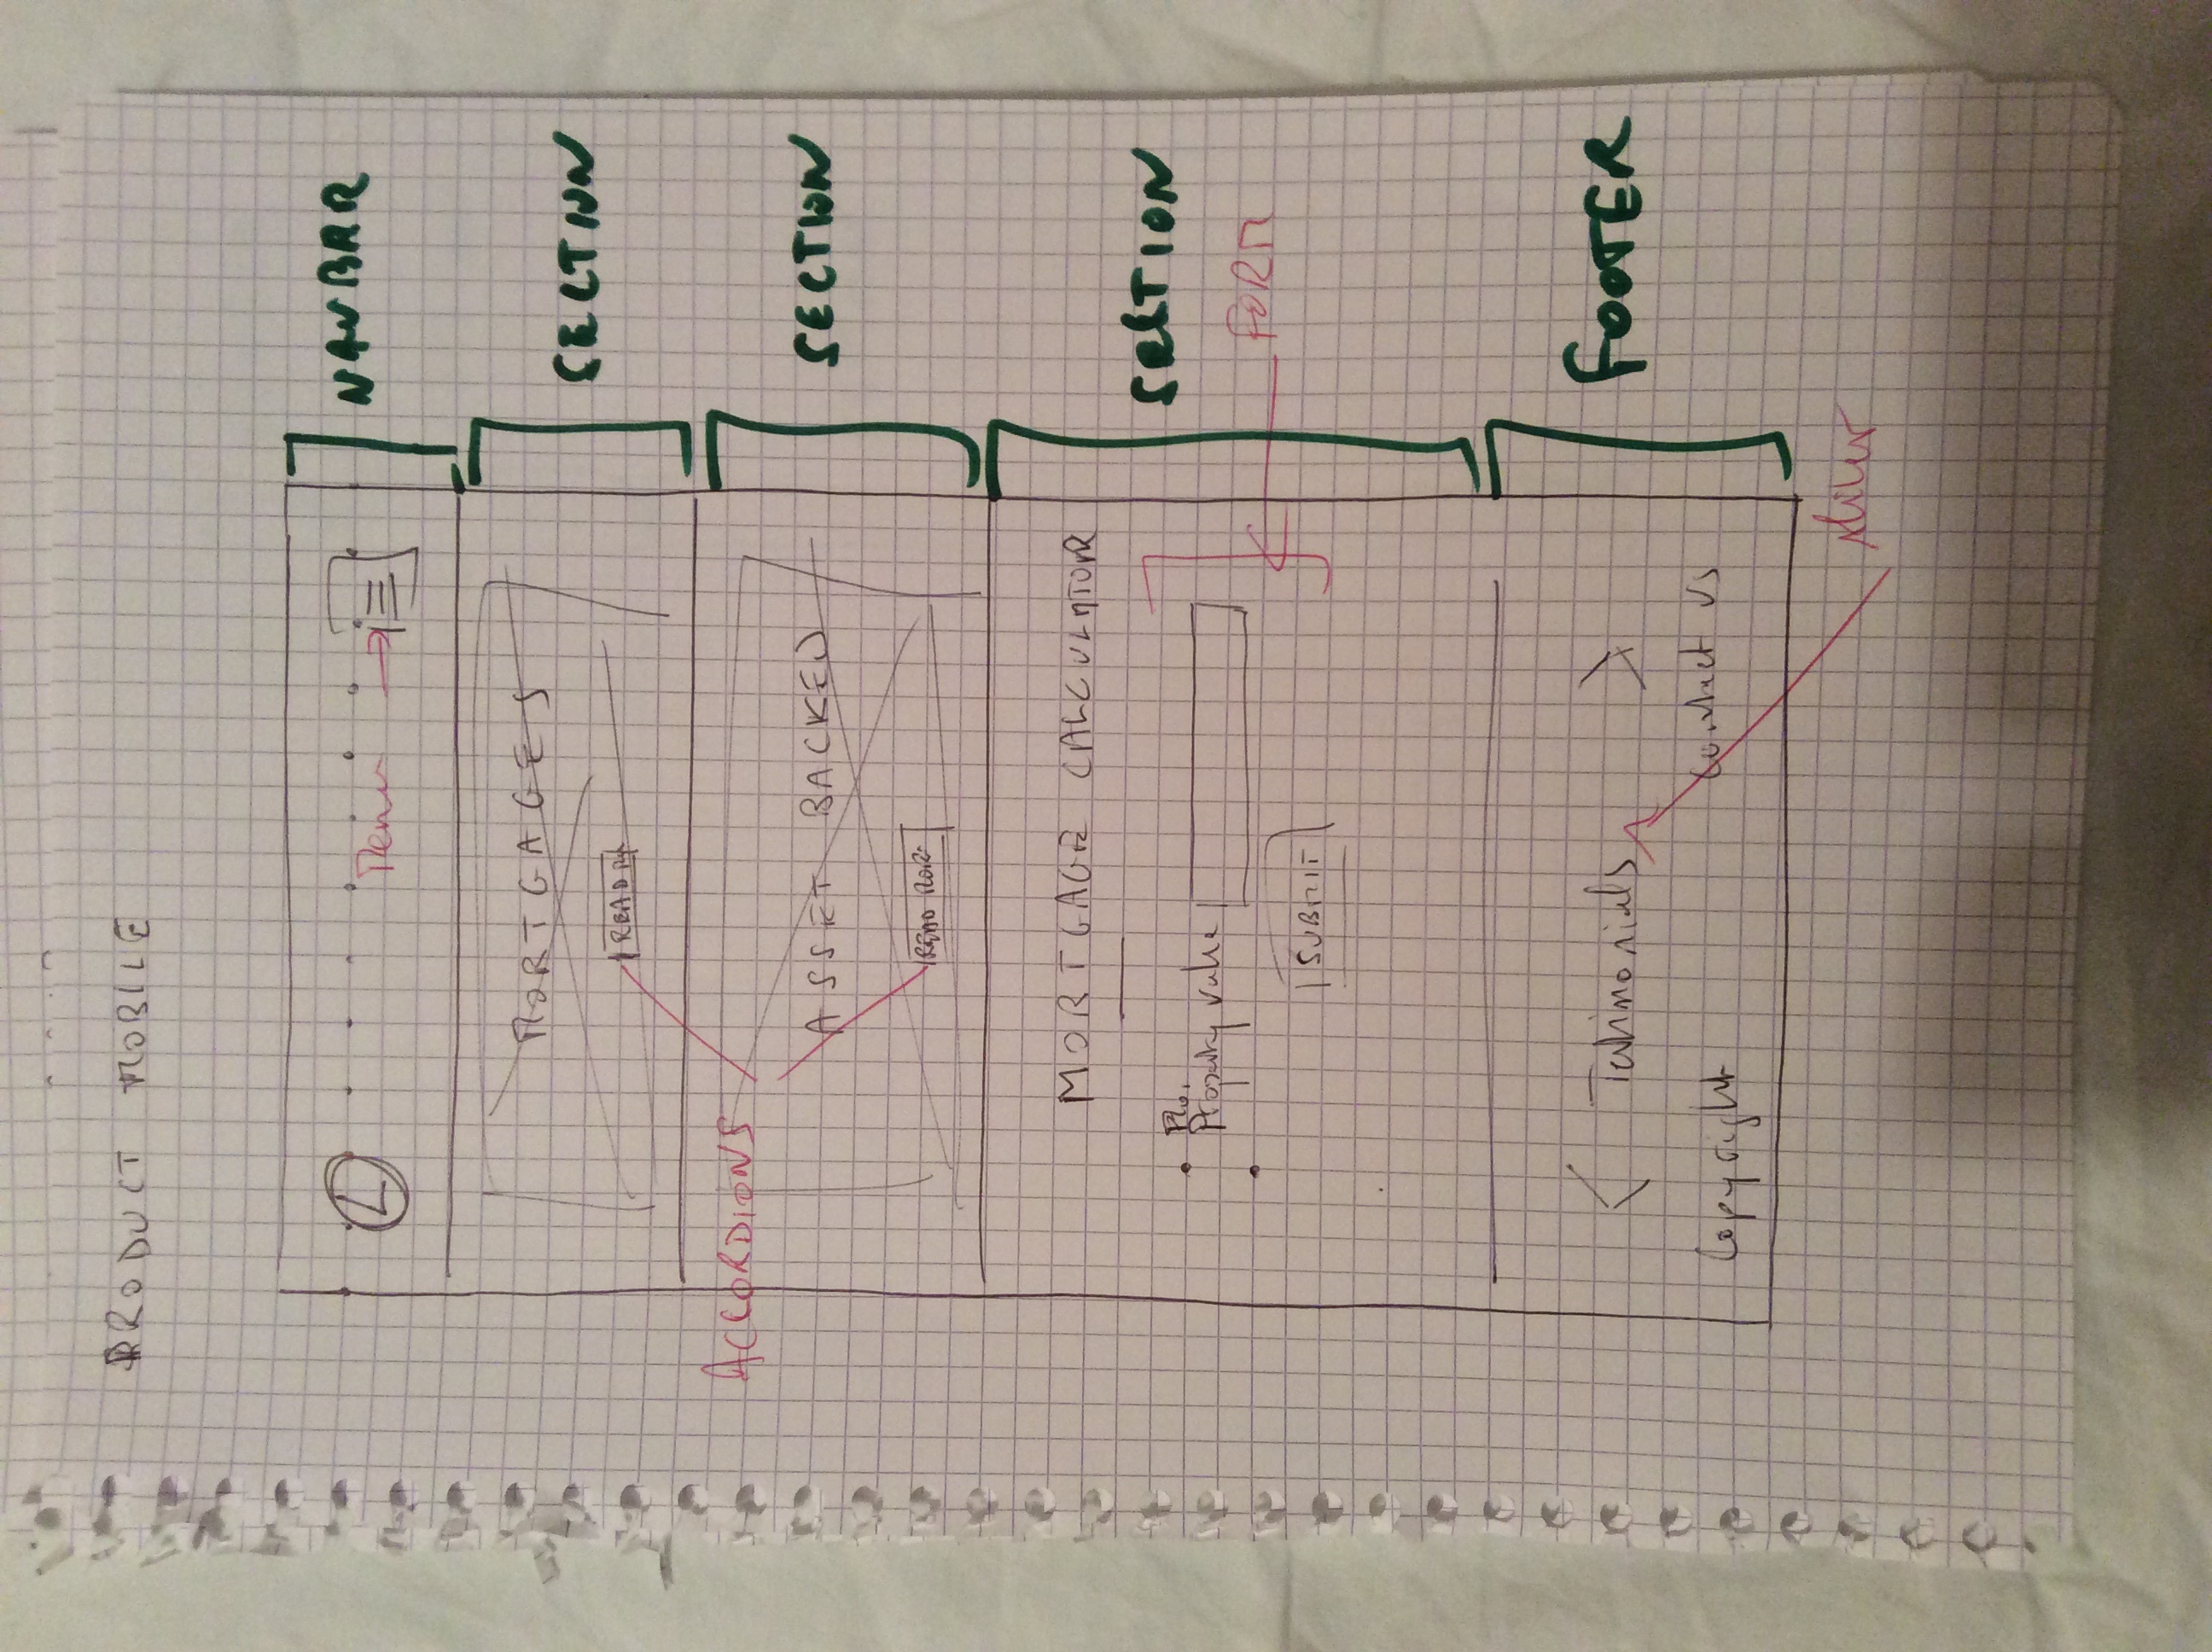 PRODUCT MOBILE
L
Menu
NAVBAR
MORTGAGES
READ M
SECTION
ACCORDIONS
ASSET BACKED
READ MORE
SECTION
MORTGAGE CALCULATOR
SECTION
Pro.
Property value
FORM
SUBMIT
Testimonials
FOOTER
Copyright
Contact us
slider